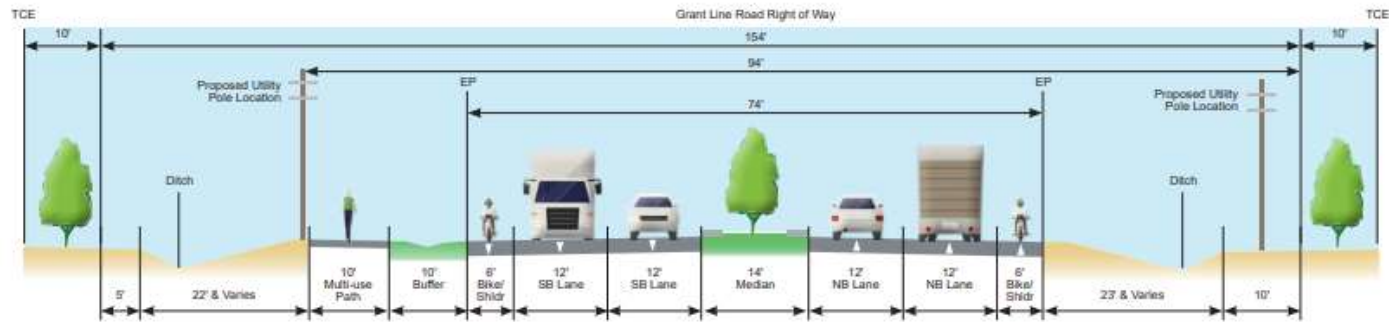 TCE
Grant Line Road Right of Way
TCE
10'
154'
10'
94'
Proposed Utility
Pole Location
EP
EP
Proposed Utility
Pole Location
74'
Ditch
Ditch
10'
Multi-use
Path
10'
Buffer
6'
Bike/
Shldr
12'
SB Lane
12'
SB Lane
14'
Median
12'
NB Lane
12'
NB Lane
6'
Bike/
Shldr
5'
22' & Varies
23' & Varies
10'